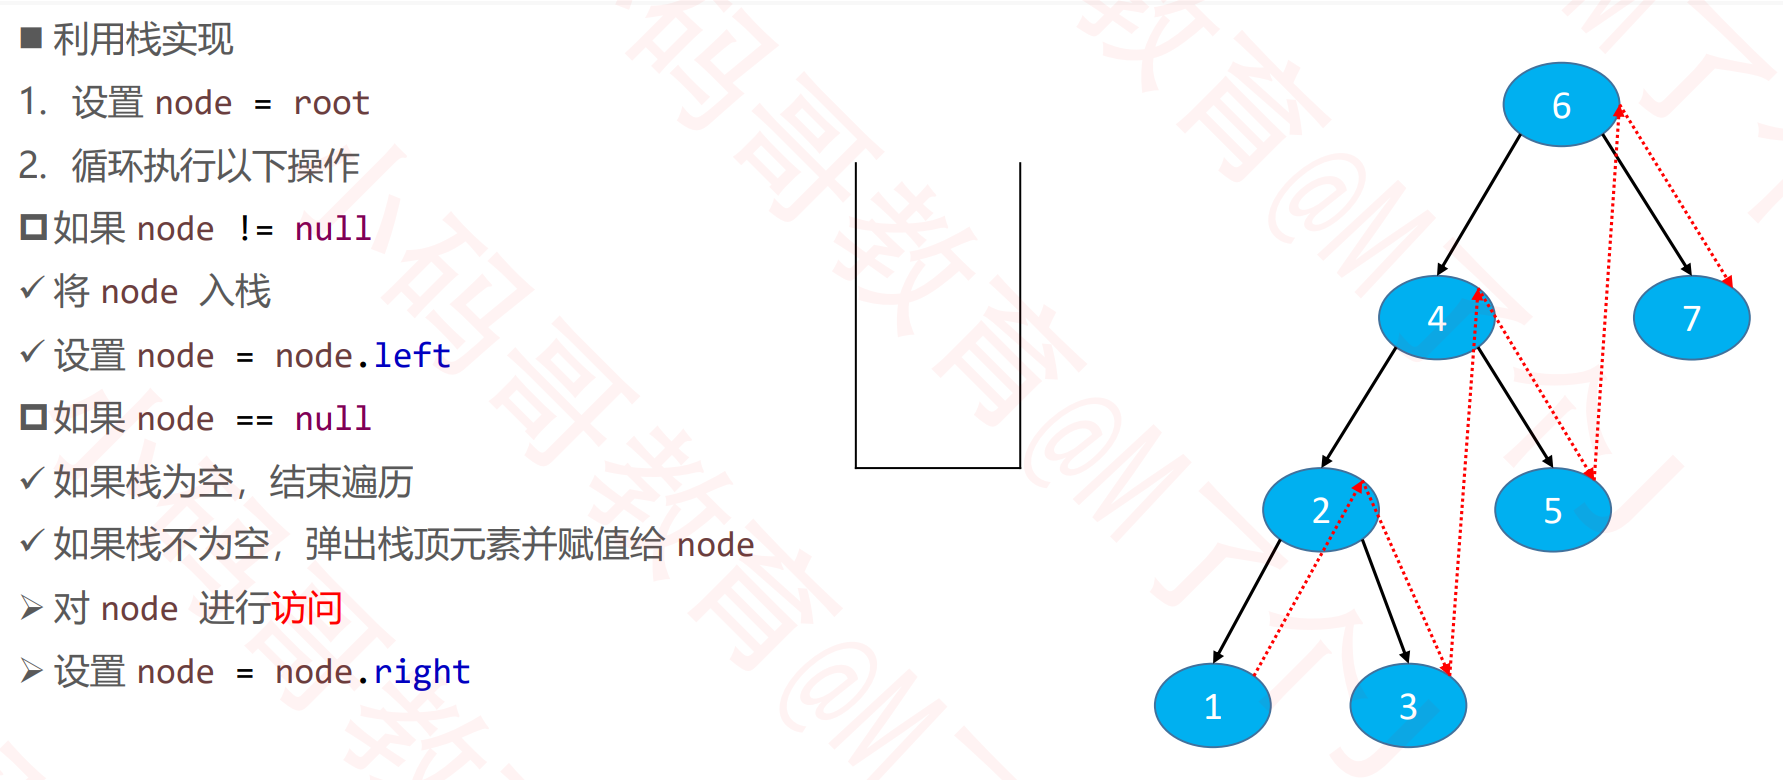 利用栈实现
1. 设置 node = root
2. 循环执行以下操作
如果 node != null
将 node 入栈
设置 node = node.left
如果 node == null
如果栈为空，结束遍历
如果栈不为空，弹出栈顶元素并赋值给 node
对 node 进行访问
设置 node = node.right
6
4
7
2
5
1
3
小码哥教育@M了个J